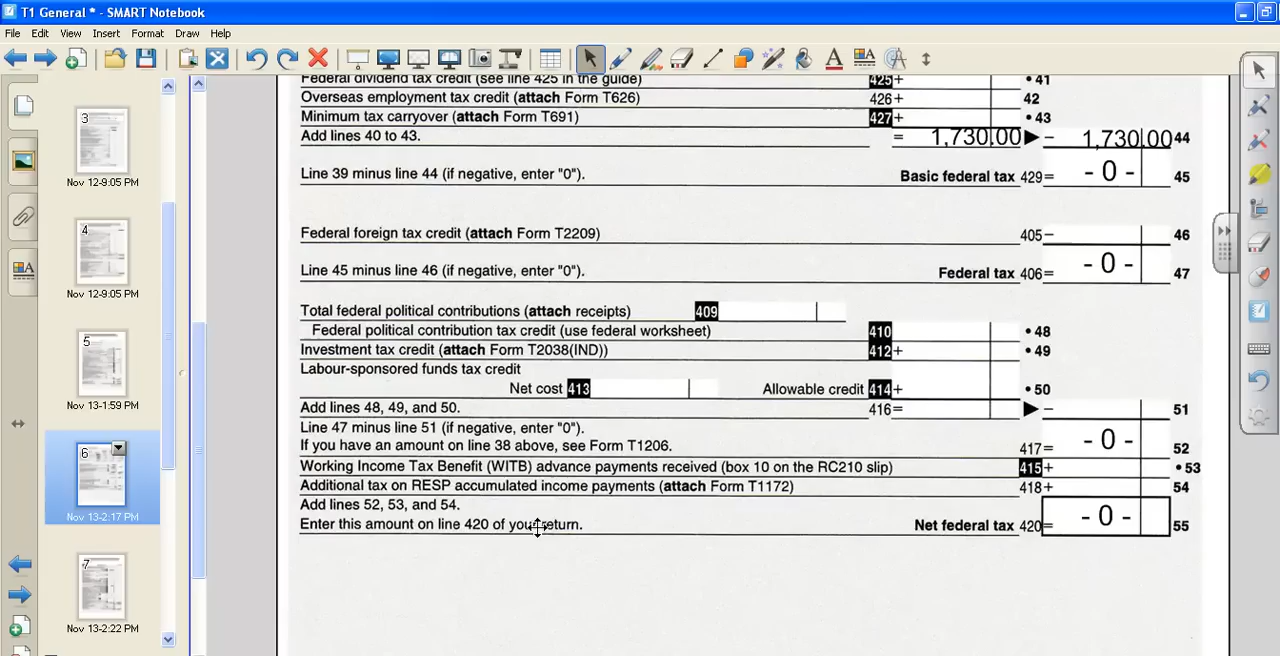 T1 General * - SMART Notebook
File Edit View Insert Format Draw Help
3
Nov 12-9:05 PM
4
Nov 12-9:05 PM
5
Nov 13-1:59 PM
6
Nov 13-2:17 PM
7
Nov 13-2:22 PM
Federal dividend tax credit (see line 425 in the guide) 425+ • 41
Overseas employment tax credit (attach Form T626) 426+ 42
Minimum tax carryover (attach Form T691) 427+ • 43
Add lines 40 to 43. = 1,730.00 ▶ – 1,730.00 44
Line 39 minus line 44 (if negative, enter "0"). Basic federal tax 429= - 0 - 45
Federal foreign tax credit (attach Form T2209) 405– 46
Line 45 minus line 46 (if negative, enter "0"). Federal tax 406= - 0 - 47
Total federal political contributions (attach receipts) 409
Federal political contribution tax credit (use federal worksheet) 410 • 48
Investment tax credit (attach Form T2038(IND)) 412+ • 49
Labour-sponsored funds tax credit
Net cost 413 Allowable credit 414+ • 50
Add lines 48, 49, and 50. 416= ▶ – 51
Line 47 minus line 51 (if negative, enter "0").
If you have an amount on line 38 above, see Form T1206. 417= - 0 - 52
Working Income Tax Benefit (WITB) advance payments received (box 10 on the RC210 slip) 415+ • 53
Additional tax on RESP accumulated income payments (attach Form T1172) 418+ 54
Add lines 52, 53, and 54.
Enter this amount on line 420 of your return. Net federal tax 420= - 0 - 55